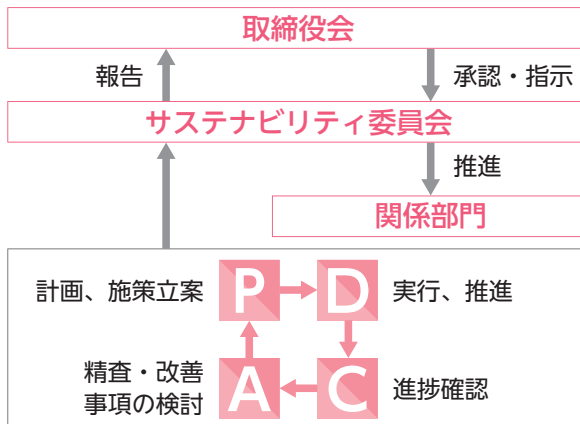 取締役会
報告
承認・指示
サステナビリティ委員会
推進
関係部門
計画、施策立案
P
D
実行、推進
精査・改善
事項の検討
A
C
進捗確認